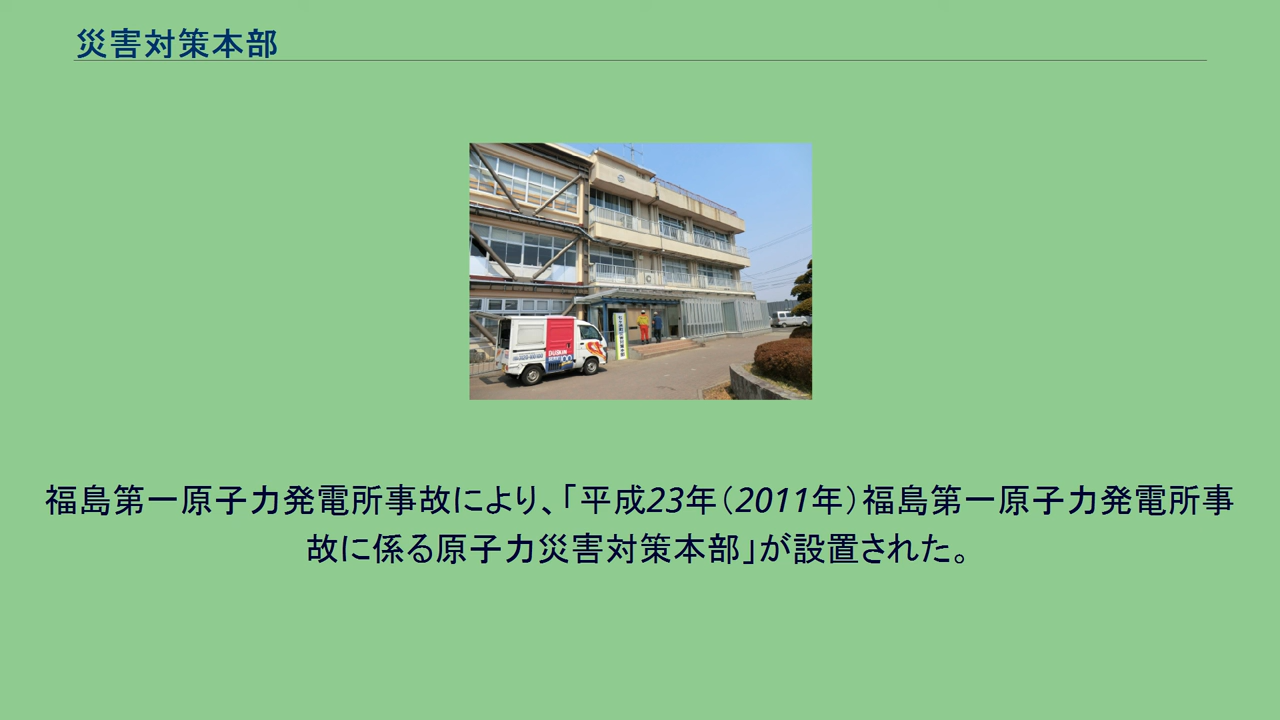 災害対策本部
DUSKIN
福島第一原子力発電所事故により、「平成23年（2011年）福島第一原子力発電所事
故に係る原子力災害対策本部」が設置された。